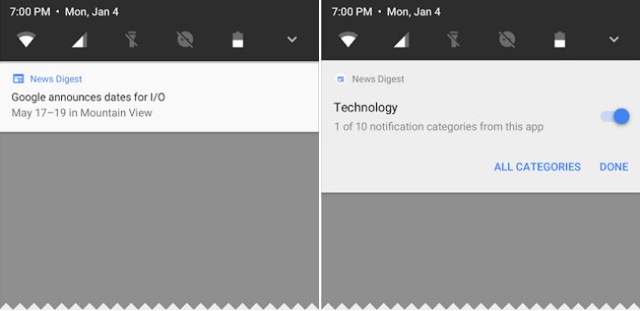 7:00 PM • Mon, Jan 4
News Digest
Google announces dates for I/O
May 17–19 in Mountain View
7:00 PM • Mon, Jan 4
News Digest
Technology
1 of 10 notification categories from this app
ALL CATEGORIES DONE